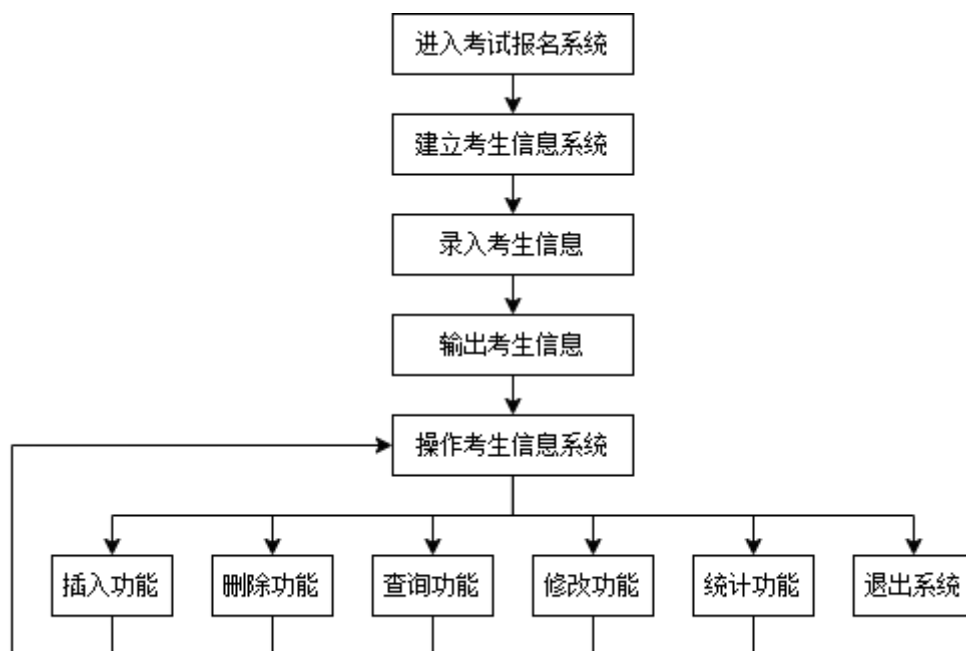 进入考试报名系统
建立考生信息系统
录入考生信息
输出考生信息
操作考生信息系统
插入功能
删除功能
查询功能
修改功能
统计功能
退出系统